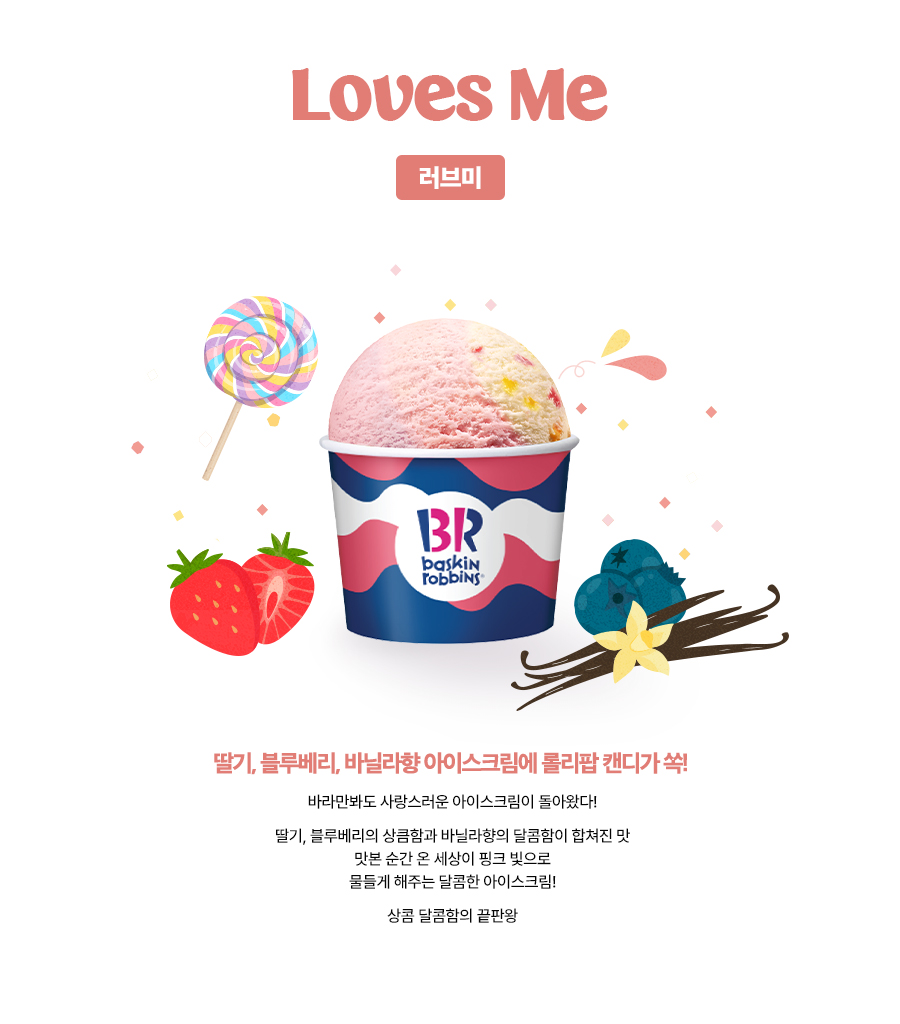 Loves Me
러브미
BR
baskin
robbins®
딸기, 블루베리, 바닐라향 아이스크림에 롤리팝 캔디가 쏙!
바라만봐도 사랑스러운 아이스크림이 돌아왔다!
딸기, 블루베리의 상큼함과 바닐라향의 달콤함이 합쳐진 맛
맛본 순간 온 세상이 핑크 빛으로
물들게 해주는 달콤한 아이스크림!
상콤 달콤함의 끝판왕